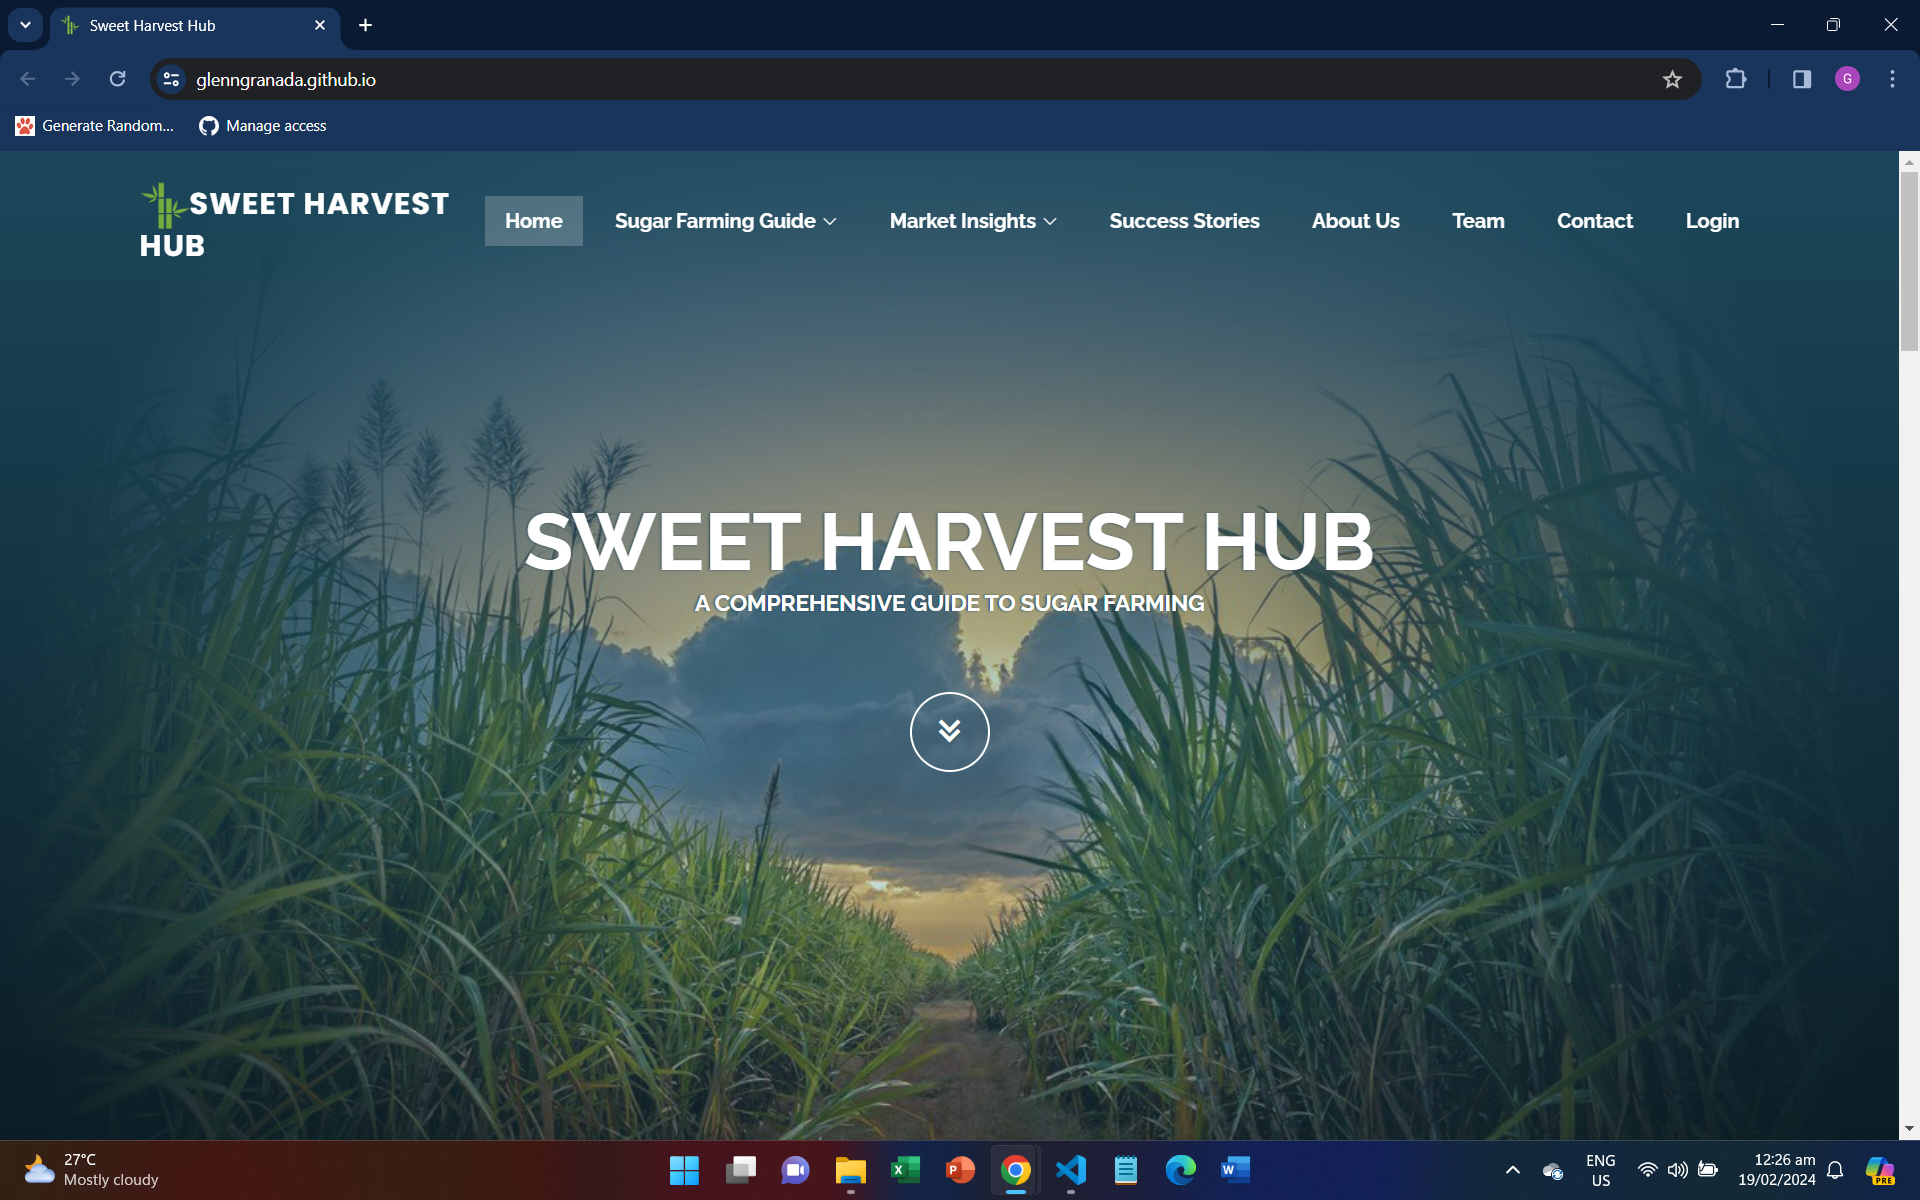 Sweet Harvest Hub
glenngranada.github.io
G
Generate Random...
Manage access
SWEET HARVEST
HUB
Home
Sugar Farming Guide
Market Insights
Success Stories
About Us
Team
Contact
Login
SWEET HARVEST HUB
A COMPREHENSIVE GUIDE TO SUGAR FARMING
27°C
Mostly cloudy
ENG
US
12:26 am
19/02/2024
PRE